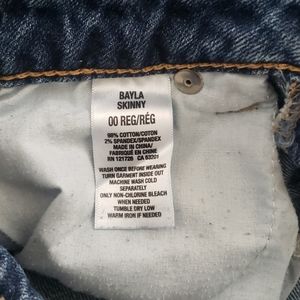 BAYLA
SKINNY
00 REG/RÉG
98% COTTON/COTON
2% SPANDEX/SPANDEX
MADE IN CHINA/
FABRIQUÉ EN CHINE
RN 121726 CA 53201
WASH ONCE BEFORE WEARING
TURN GARMENT INSIDE OUT
MACHINE WASH COLD
SEPARATELY
ONLY NON-CHLORINE BLEACH
WHEN NEEDED
TUMBLE DRY LOW
WARM IRON IF NEEDED